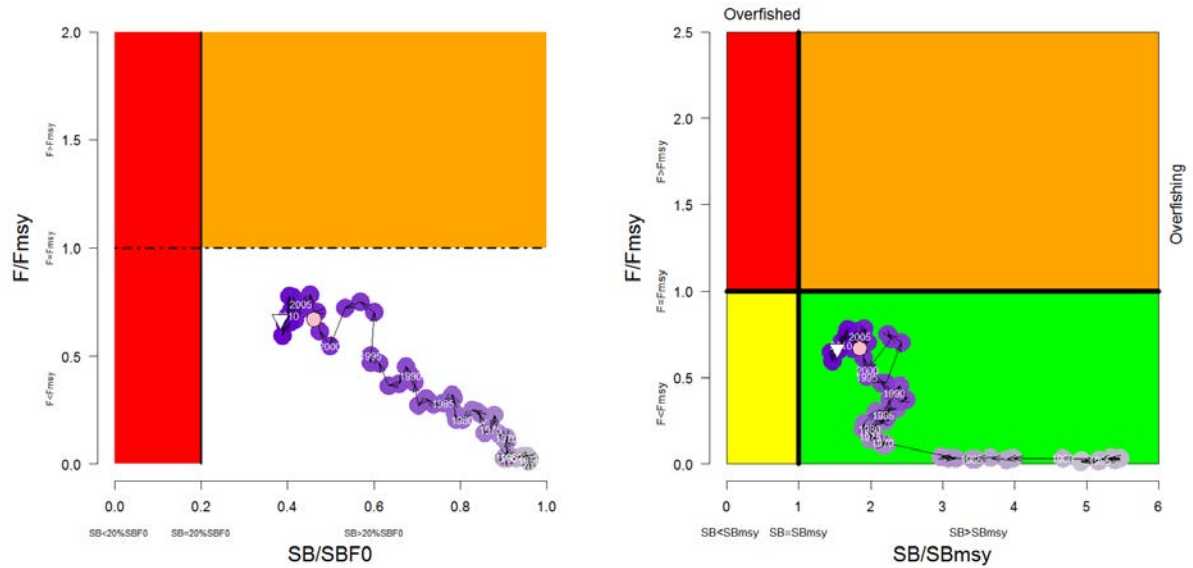 Overfished
2.0
1.5
1.0
0.5
0.0
F/Fmsy
F>Fmsy
F=Fmsy
F<Fmsy
2005
10
2000
1995
1990
1985
1980
0.0 0.2 0.4 0.6 0.8 1.0
SB<20%SBF0 SB=20%SBF0 SB>20%SBF0
SB/SBF0
2.5
2.0
1.5
1.0
0.5
0.0
F/Fmsy
F>Fmsy
F=Fmsy
F<Fmsy
Overfishing
10
2005
2000
1995
1990
1985
1980
1970
0 1 2 3 4 5 6
SB<SBmsy SB=SBmsy SB>SBmsy
SB/SBmsy